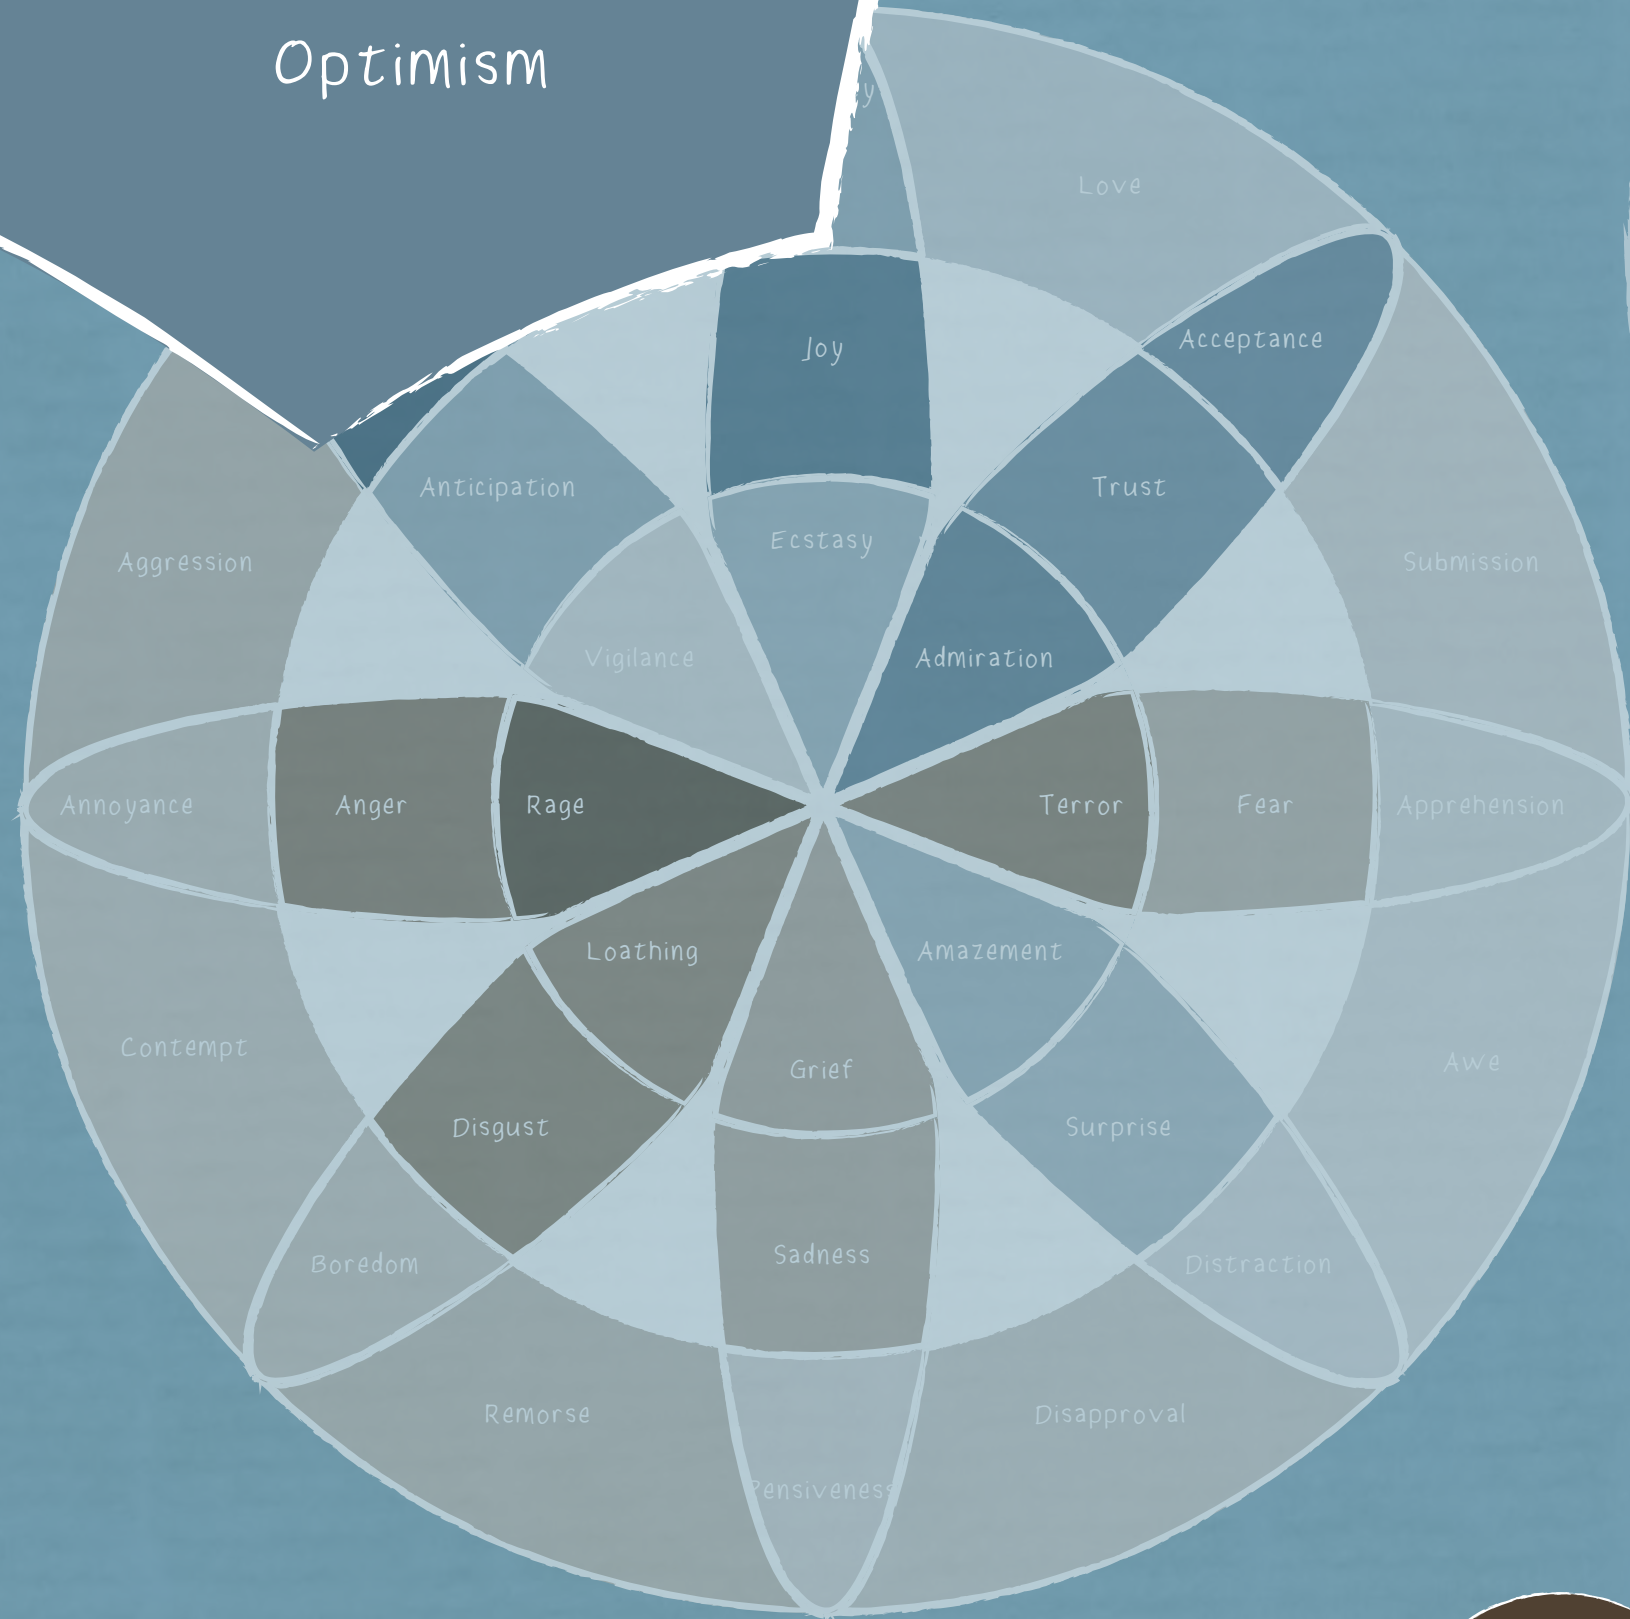 Optimism
y
Love
Acceptance
Joy
Anticipation
Trust
Ecstasy
Aggression
Submission
Vigilance
Admiration
Annoyance
Anger
Rage
Terror
Fear
Apprehension
Loathing
Amazement
Contempt
Awe
Grief
Disgust
Surprise
Sadness
Boredom
Distraction
Remorse
Disapproval
Pensiveness